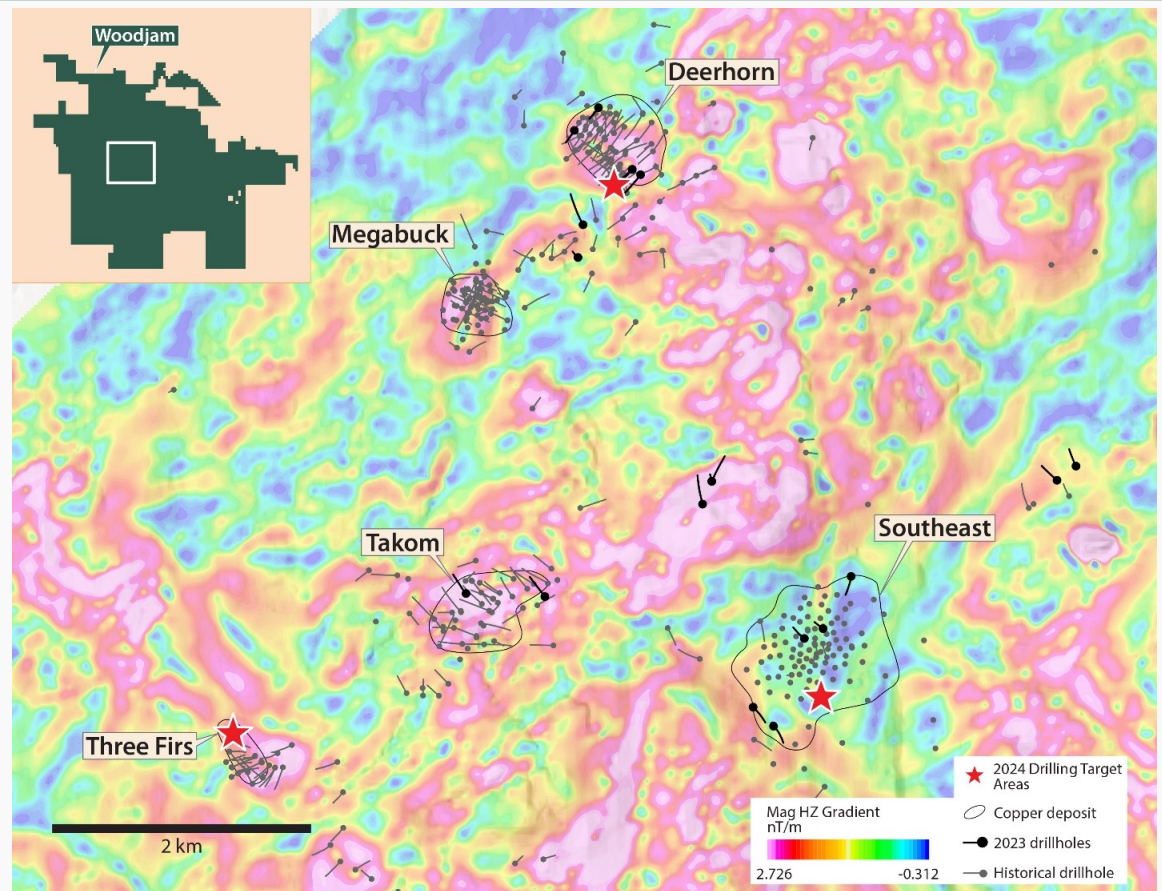 Woodjam
Deerhorn
Megabuck
Southeast
Takom
Three Firs
2 km
Mag HZ Gradient
nT/m
2.726
-0.312
2024 Drilling Target
Areas
Copper deposit
2023 drillholes
Historical drillhole